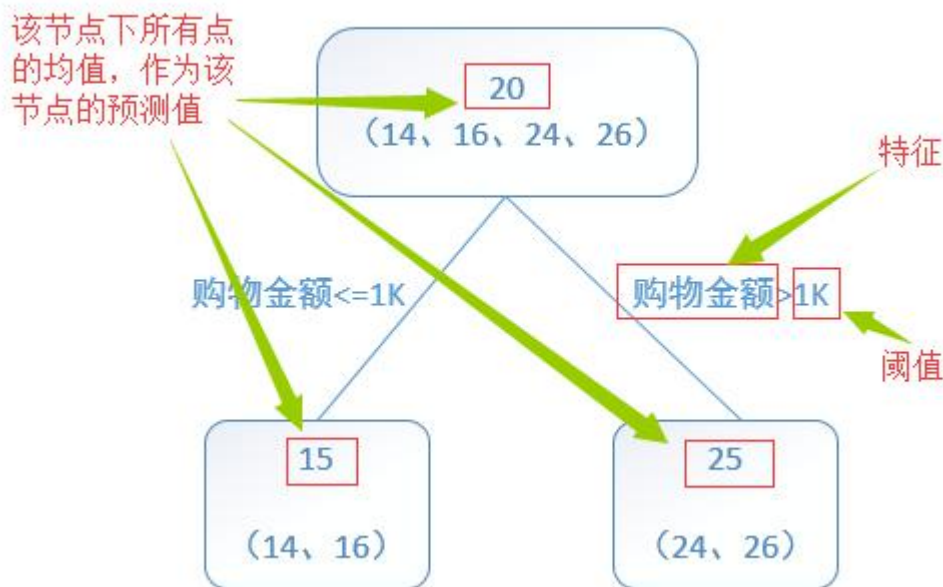 该节点下所有点
的均值，作为该
节点的预测值
20
（14、16、24、26）
特征
购物金额<=1K
购物金额>1K
阈值
15
25
（14、16）
（24、26）